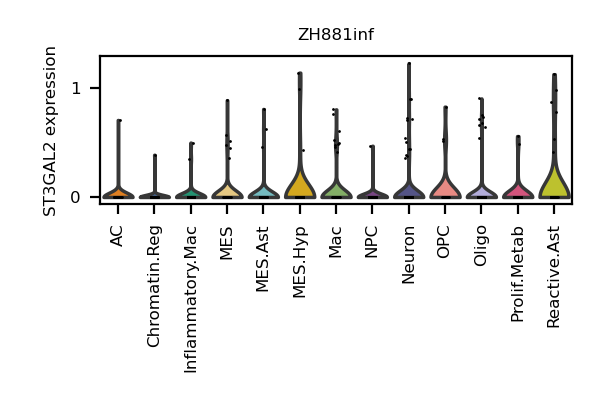 ZH881inf
ST3GAL2 expression
1
0
AC
Chromatin.Reg
Inflammatory.Mac
MES
MES.Ast
MES.Hyp
Mac
NPC
Neuron
OPC
Oligo
Prolif.Metab
Reactive.Ast